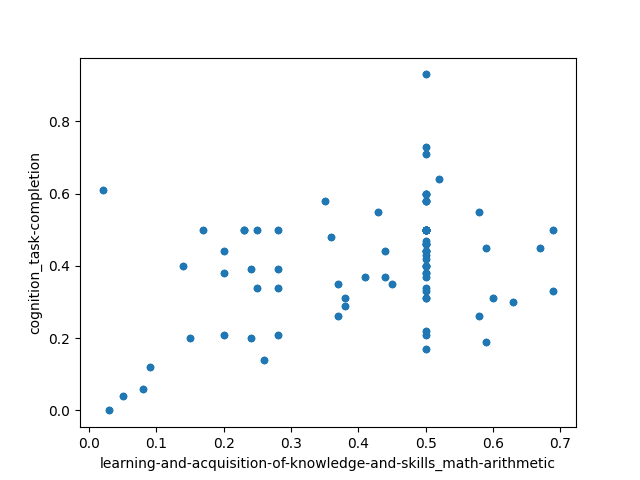 0.8
0.6
0.4
0.2
0.0
cognition_task-completion
0.0 0.1 0.2 0.3 0.4 0.5 0.6 0.7
learning-and-acquisition-of-knowledge-and-skills_math-arithmetic